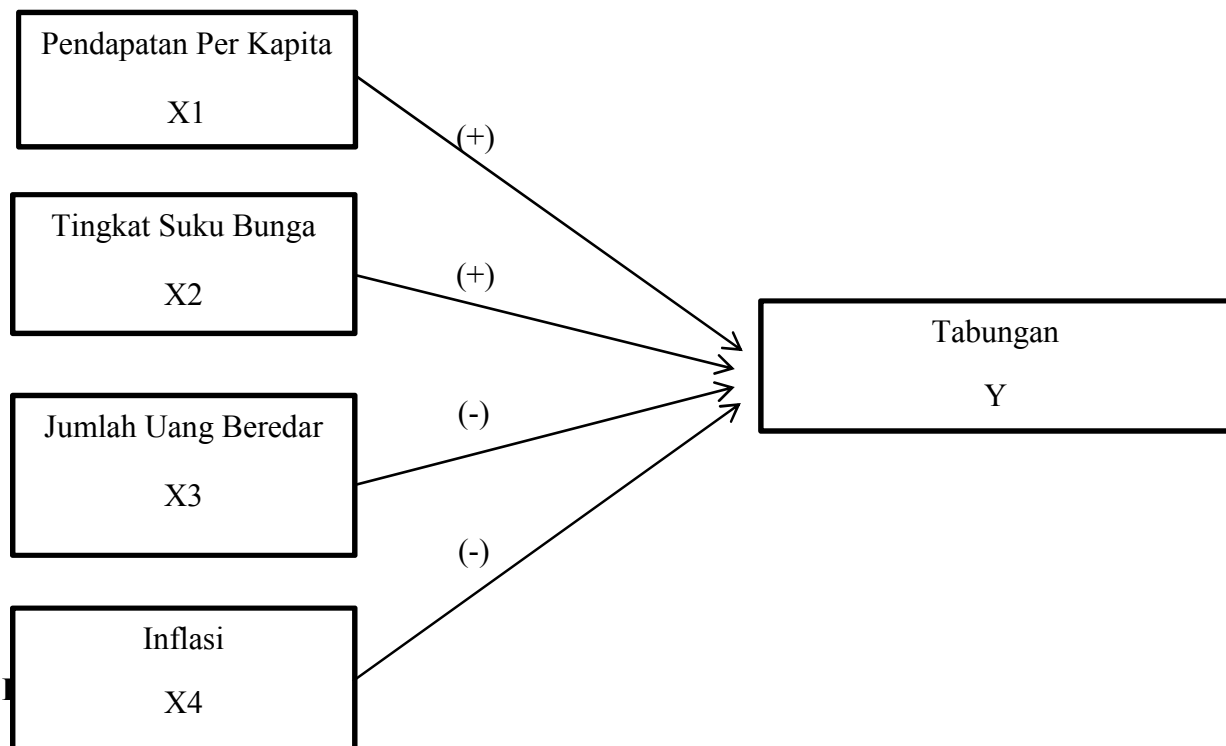 Pendapatan Per Kapita
X1
(+)
Tingkat Suku Bunga
X2
(+)
Tabungan
Y
Jumlah Uang Beredar
X3
(-)
(-)
Inflasi
X4